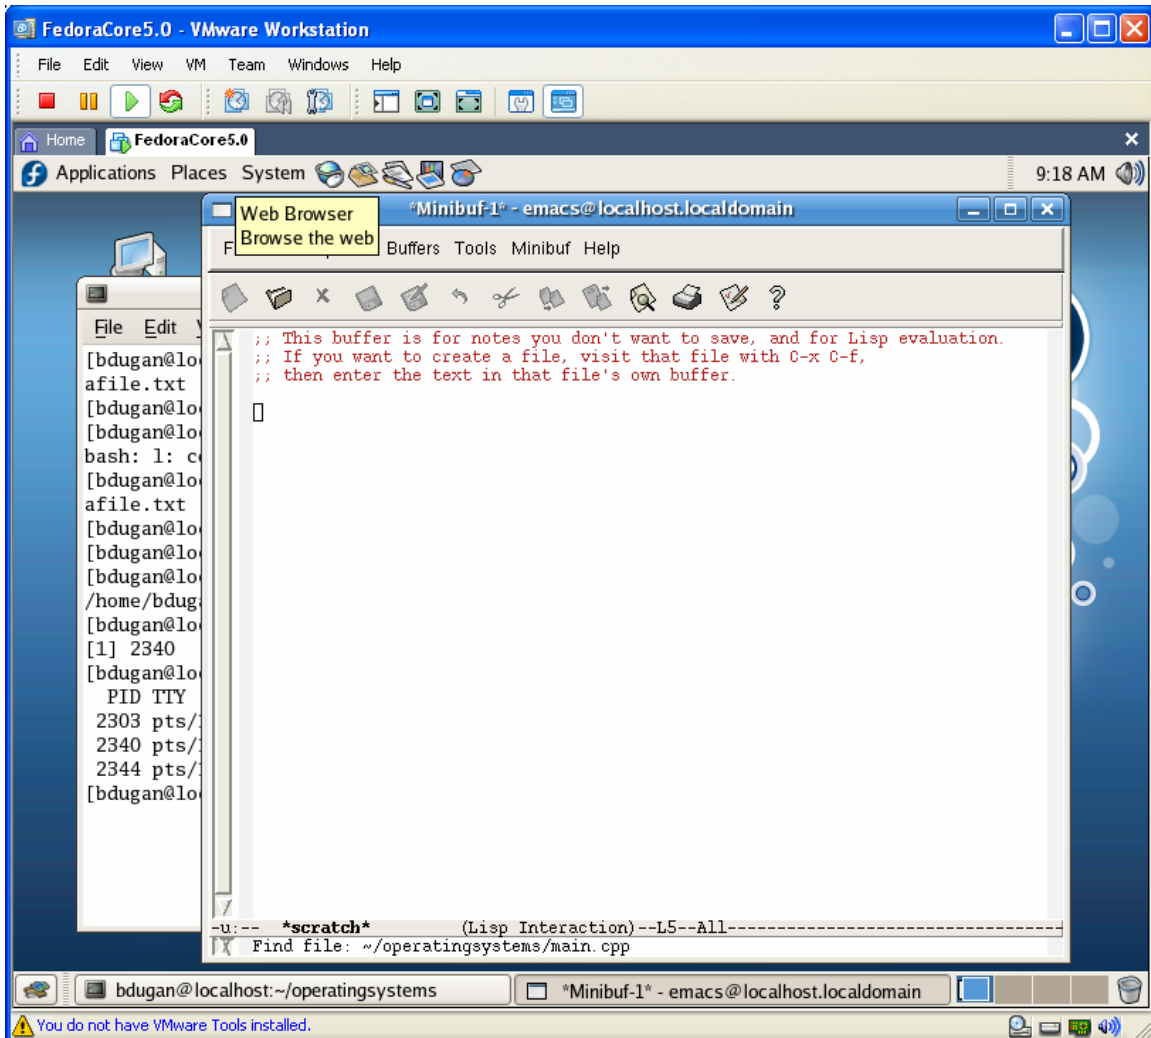 FedoraCore5.0 - VMware Workstation
File Edit View VM Team Windows Help
Home FedoraCore5.0
Applications Places System 9:18 AM
*Minibuf-1* - emacs@localhost.localdomain
Web Browser
Browse the web
F Buffers Tools Minibuf Help
;; This buffer is for notes you don't want to save, and for Lisp evaluation.
;; If you want to create a file, visit that file with C-x C-f,
;; then enter the text in that file's own buffer.
-u:-- *scratch* (Lisp Interaction)--L5--All------------------------------------
Find file: ~/operatingsystems/main.cpp
File Edit
[bdugan@lo
afile.txt
[bdugan@lo
[bdugan@lo
bash: l: c
[bdugan@lo
afile.txt
[bdugan@lo
[bdugan@lo
[bdugan@lo
/home/bduga
[bdugan@lo
[1] 2340
[bdugan@lo
PID TTY
2303 pts/1
2340 pts/1
2344 pts/1
[bdugan@lo
bdugan@localhost:~/operatingsystems *Minibuf-1* - emacs@localhost.localdomain
You do not have VMware Tools installed.